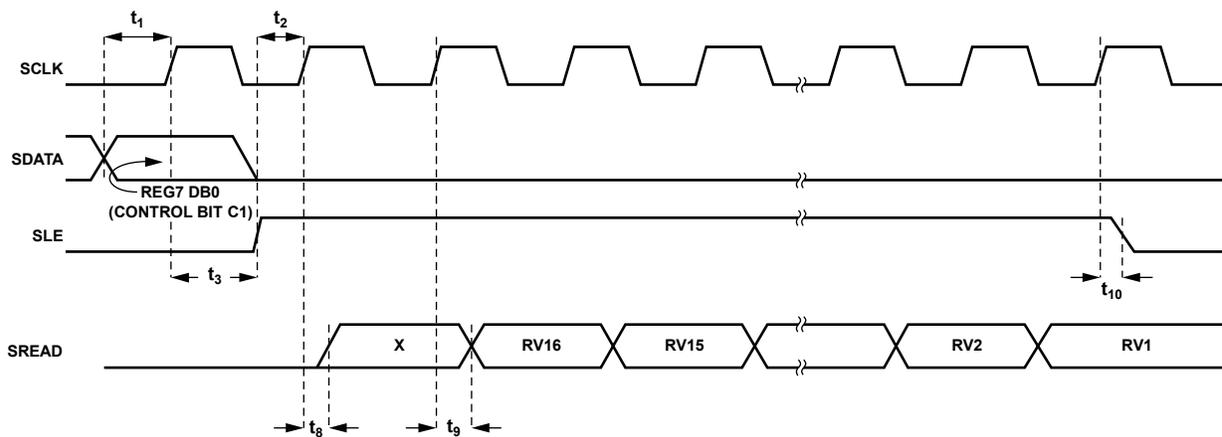 t1
t2
SCLK
SDATA
REG7 DB0
(CONTROL BIT C1)
SLE
t3
t10
SREAD
X
RV16
RV15
RV2
RV1
t8
t9